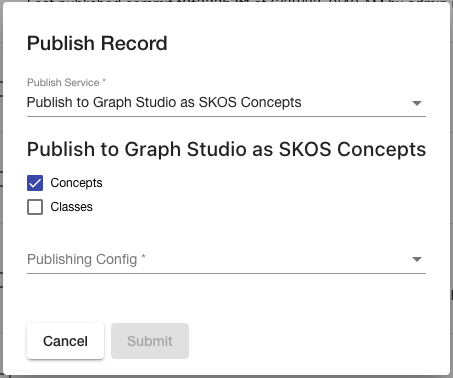 Publish Record
Publish Service *
Publish to Graph Studio as SKOS Concepts
Publish to Graph Studio as SKOS Concepts
Concepts
Classes
Publishing Config *
Cancel
Submit